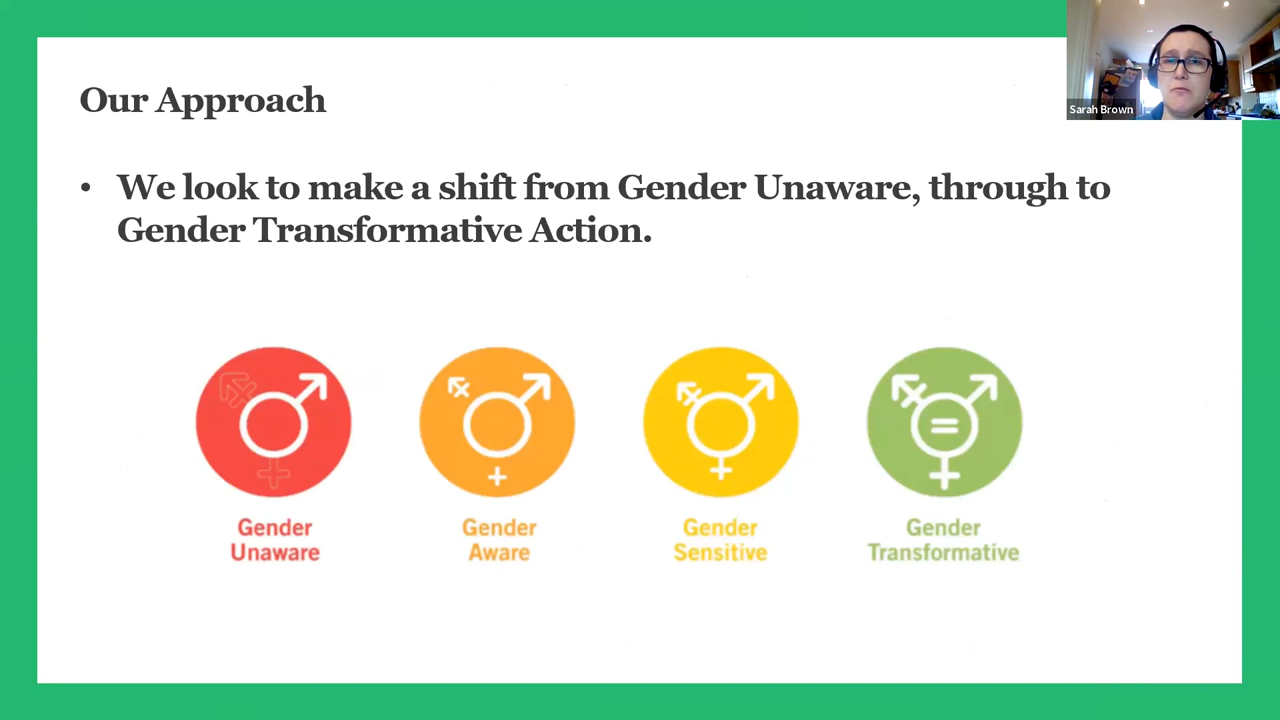 Our Approach
• We look to make a shift from Gender Unaware, through to
Gender Transformative Action.
Gender
Unaware
Gender
Aware
Gender
Sensitive
Gender
Transformative
Sarah Brown